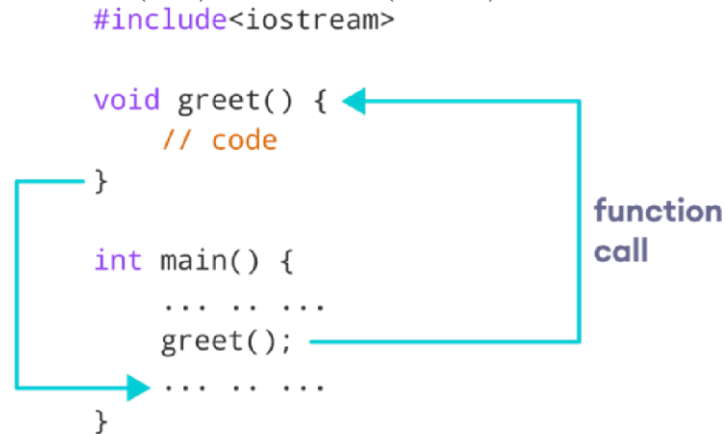 #include<iostream>
void greet() {
// code
}
function
call
int main() {
... .. ...
greet();
... .. ...
}